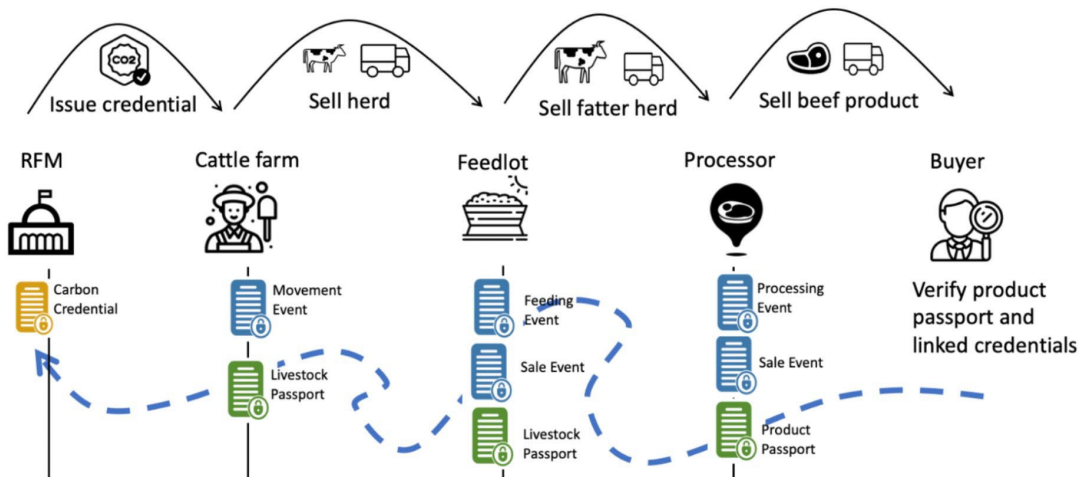 CO2
Issue credential
Sell herd
Sell fatter herd
Sell beef product
RFM
Cattle farm
Feedlot
Processor
Buyer
Carbon
Credential
Movement
Event
Livestock
Passport
Feeding
Event
Sale Event
Livestock
Passport
Processing
Event
Sale Event
Product
Passport
Verify product
passport and
linked credentials